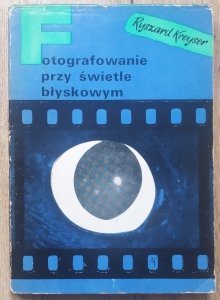 Ryszard Kreyser
Fotografowanie
przy świetle
błyskowym